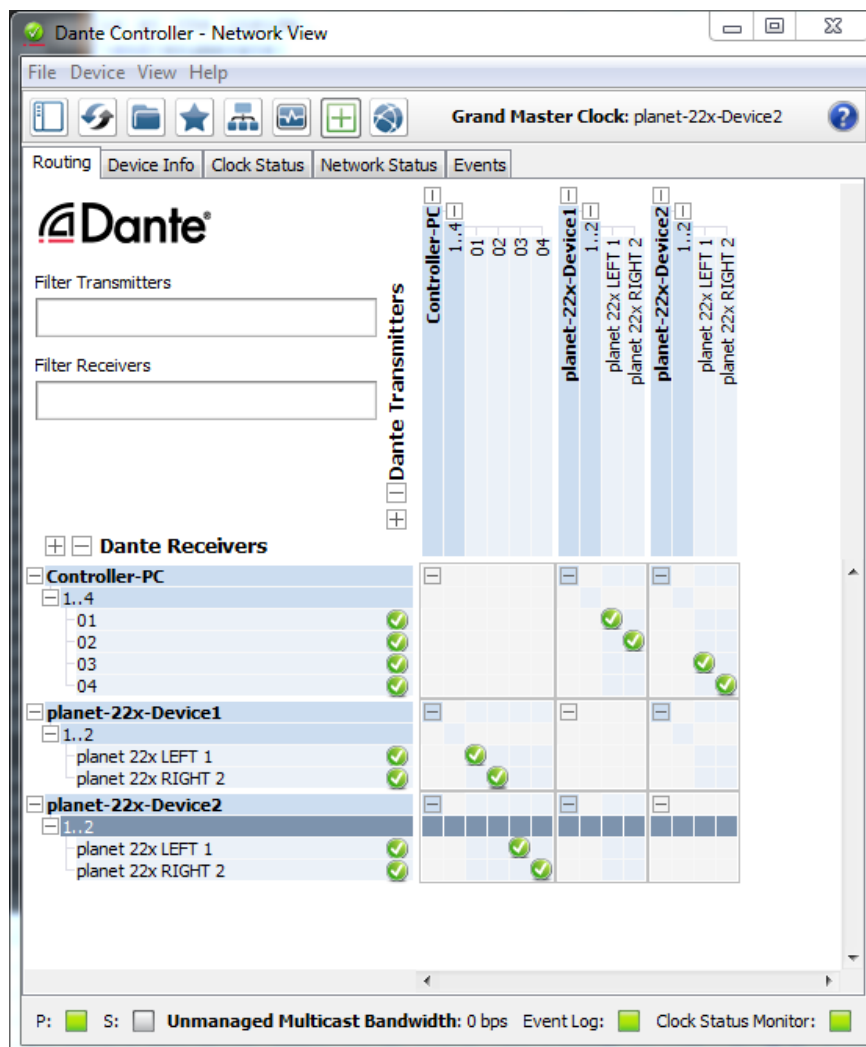 Dante Controller - Network View
File Device View Help
Grand Master Clock: planet-22x-Device2
Routing Device Info Clock Status Network Status Events
Dante®
Filter Transmitters
Filter Receivers
Dante Transmitters
Controller-PC
1..4
01
02
03
04
planet-22x-Device1
1..2
planet 22x LEFT 1
planet 22x RIGHT 2
planet-22x-Device2
1..2
planet 22x LEFT 1
planet 22x RIGHT 2
Dante Receivers
Controller-PC
1..4
01
02
03
04
planet-22x-Device1
1..2
planet 22x LEFT 1
planet 22x RIGHT 2
planet-22x-Device2
1..2
planet 22x LEFT 1
planet 22x RIGHT 2
P: S: Unmanaged Multicast Bandwidth: 0 bps Event Log: Clock Status Monitor: